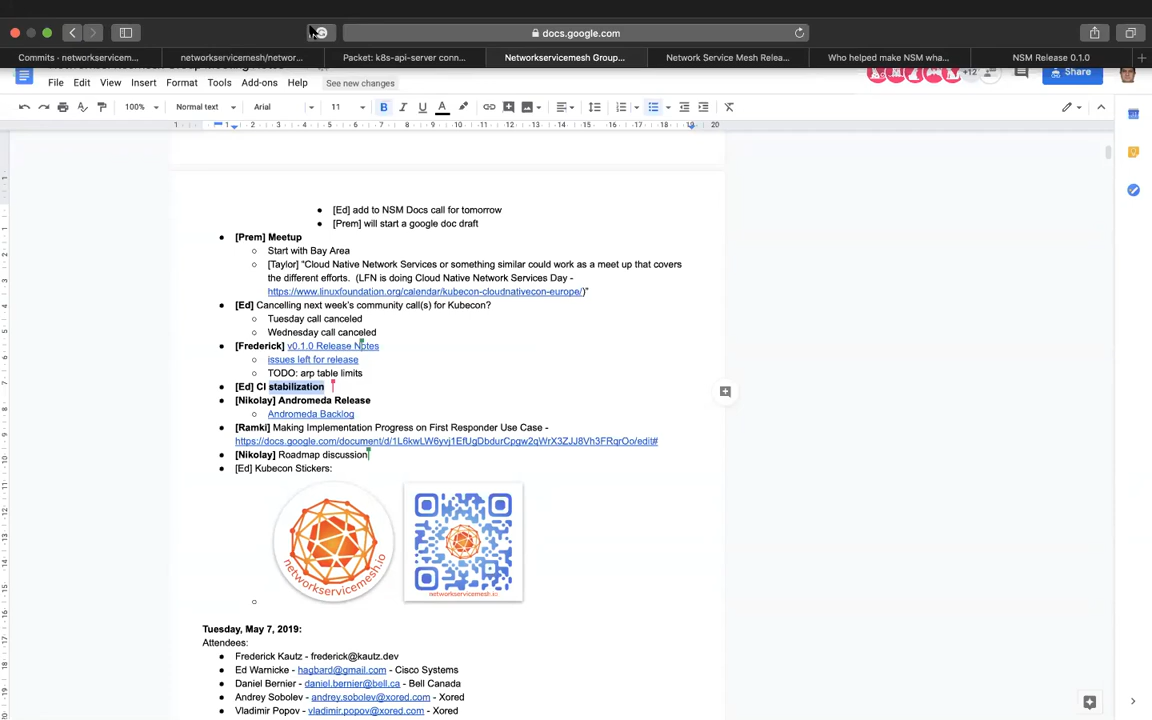 docs.google.com
Commits - networkservicem...
networkservicemesh/networ...
Packet: k8s-api-server conn...
Networkservicemesh Group...
Network Service Mesh Relea...
Who helped make NSM wha...
NSM Release 0.1.0
+12
Share
File Edit View Insert Format Tools Add-ons Help See new changes
100% Normal text Arial 11 B I U A
[Ed] add to NSM Docs call for tomorrow
[Prem] will start a google doc draft
[Prem] Meetup
Start with Bay Area
[Taylor] “Cloud Native Network Services or something similar could work as a meet up that covers
the different efforts. (LFN is doing Cloud Native Network Services Day -
https://www.linuxfoundation.org/calendar/kubecon-cloudnativecon-europe/)”
[Ed] Cancelling next week's community call(s) for Kubecon?
Tuesday call canceled
Wednesday call canceled
[Frederick] v0.1.0 Release Notes
issues left for release
TODO: arp table limits
[Ed] CI stabilization
[Nikolay] Andromeda Release
Andromeda Backlog
[Ramki] Making Implementation Progress on First Responder Use Case -
https://docs.google.com/document/d/1L6kwLW6yvj1EfUgDbdurCpgw2qWrX3ZJJ8Vh3FRqrOo/edit#
[Nikolay] Roadmap discussion
[Ed] Kubecon Stickers:
networkservicemesh.io
networkservicemesh.io
Tuesday, May 7, 2019:
Attendees:
Frederick Kautz - frederick@kautz.dev
Ed Warnicke - hagbard@gmail.com - Cisco Systems
Daniel Bernier - daniel.bernier@bell.ca - Bell Canada
Andrey Sobolev - andrey.sobolev@xored.com - Xored
Vladimir Popov - vladimir.popov@xored.com - Xored